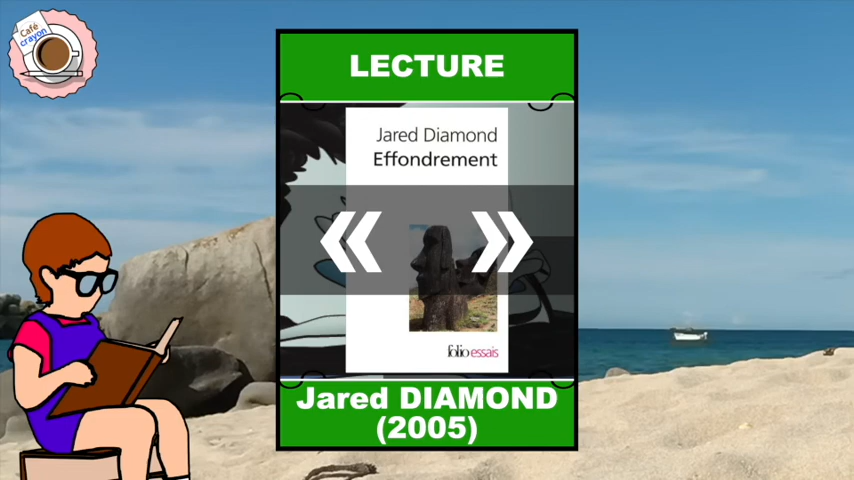 Café
crayon
LECTURE
Jared Diamond
Effondrement
folio essais
Jared DIAMOND
(2005)